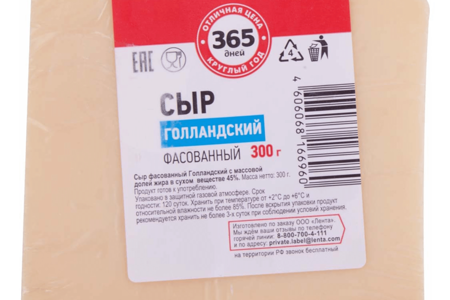 ОТЛИЧНАЯ ЦЕНА
365
дней
КРУГЛЫЙ ГОД
ЕАС
4
СЫР
ГОЛЛАНДСКИЙ
ФАСОВАННЫЙ 300 г
Сыр фасованный Голландский с массовой
долей жира в сухом веществе 45%. Масса нетто: 300 г.
Продукт готов к употреблению.
Упаковано в защитной газовой атмосфере. Срок
годности: 120 суток. Хранить при температуре от +2°С до +6°С и
относительной влажности не более 85%. После вскрытия упаковки продукт
рекомендуется хранить не более 3-х суток при соблюдении условий хранения.
4 606068 166960
Изготовлено по заказу ООО «Лента».
Мы ждём ваши отзывы по телефону
горячей линии: 8-800-700-4-111
и по адресу: private.label@lenta.com
на территории РФ звонок бесплатный